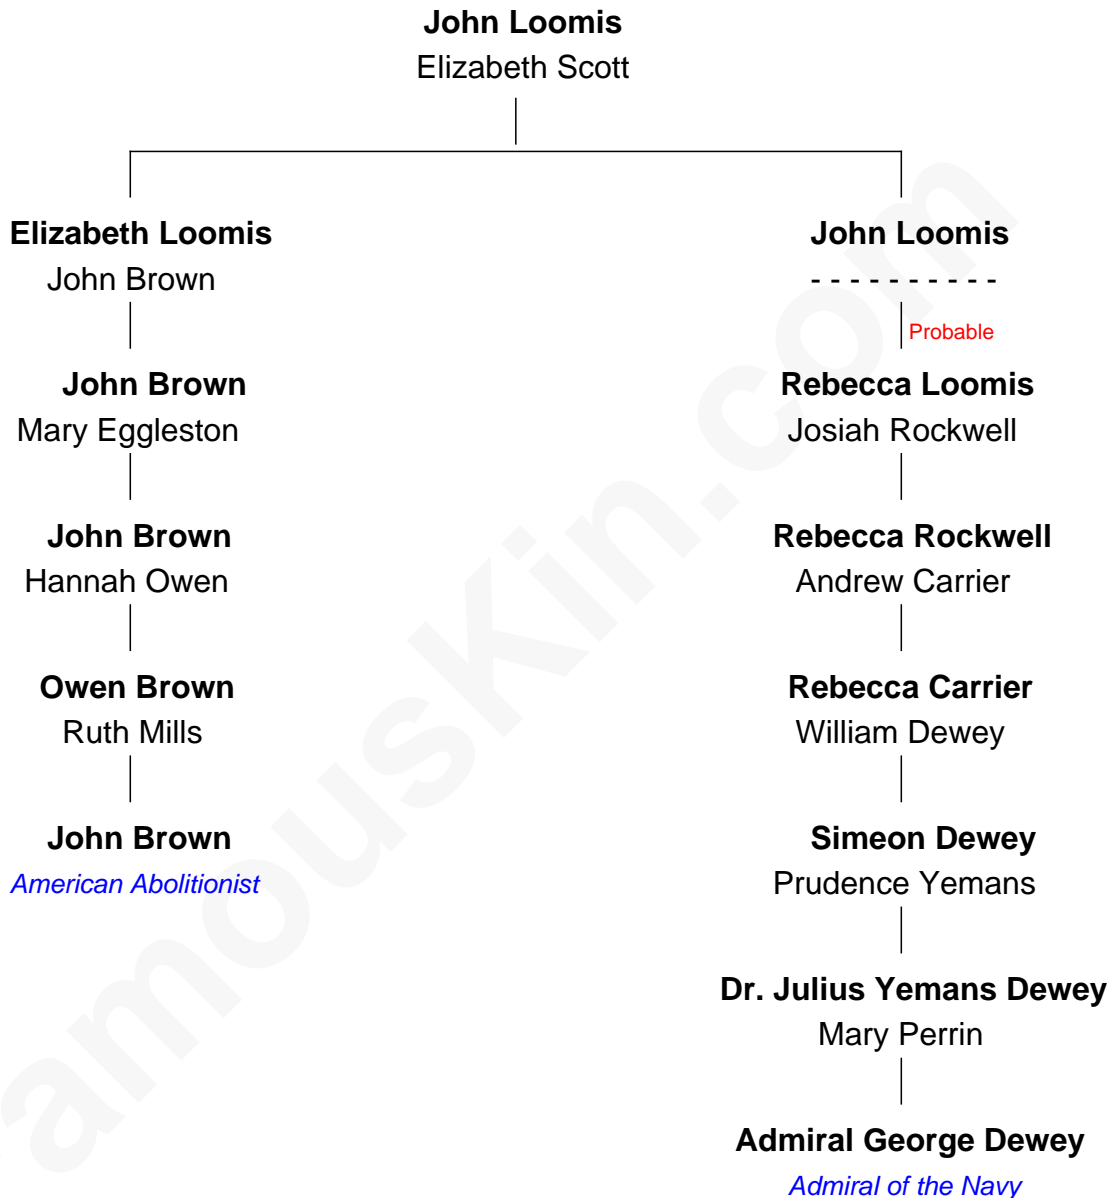 John Loomis
Elizabeth Scott
Elizabeth Loomis
John Brown
John Loomis
- - - - - - - - - -
Probable
John Brown
Mary Eggleston
Rebecca Loomis
Josiah Rockwell
John Brown
Hannah Owen
Rebecca Rockwell
Andrew Carrier
Owen Brown
Ruth Mills
Rebecca Carrier
William Dewey
John Brown
American Abolitionist
Simeon Dewey
Prudence Yemans
Dr. Julius Yemans Dewey
Mary Perrin
Admiral George Dewey
Admiral of the Navy
amouskin.com